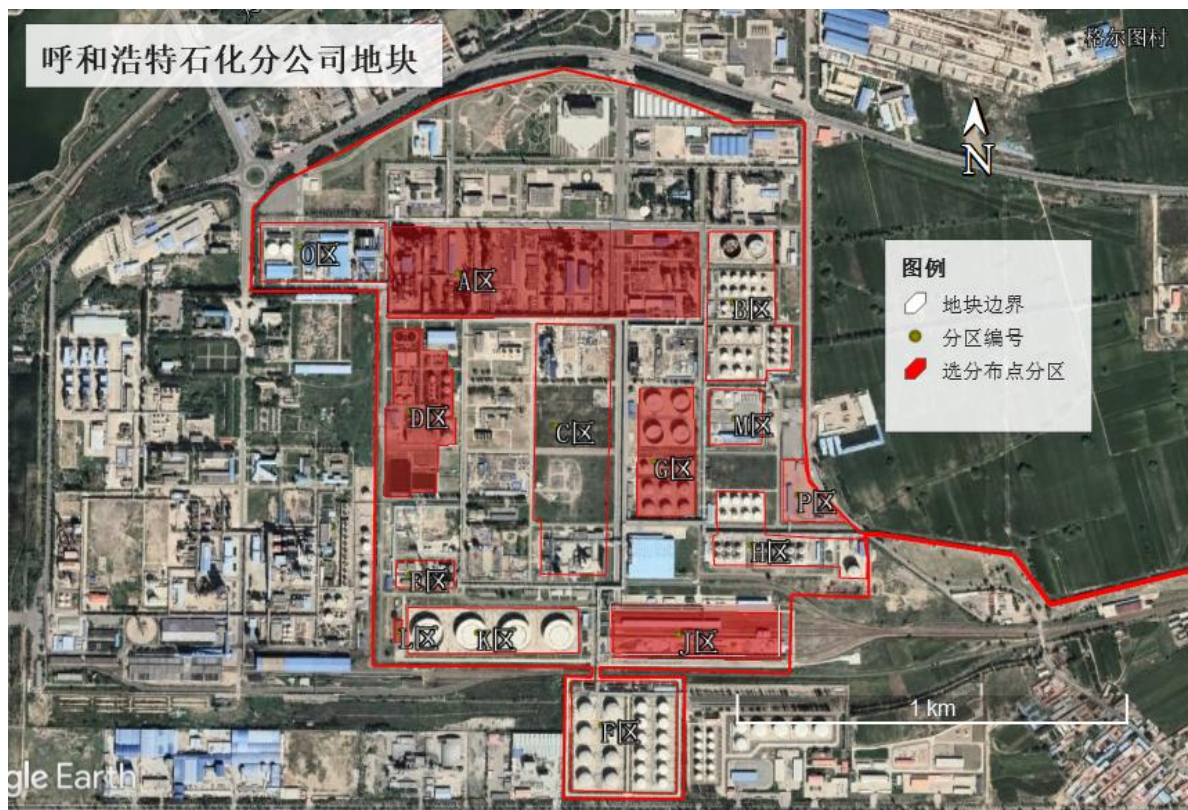 呼和浩特石化分公司地块
格尔图村
N
图例
地块边界
分区编号
选分布点分区
O区
A区
B区
D区
C区
M区
G区
P区
H区
E区
L区
K区
J区
F区
1 km
gle Earth